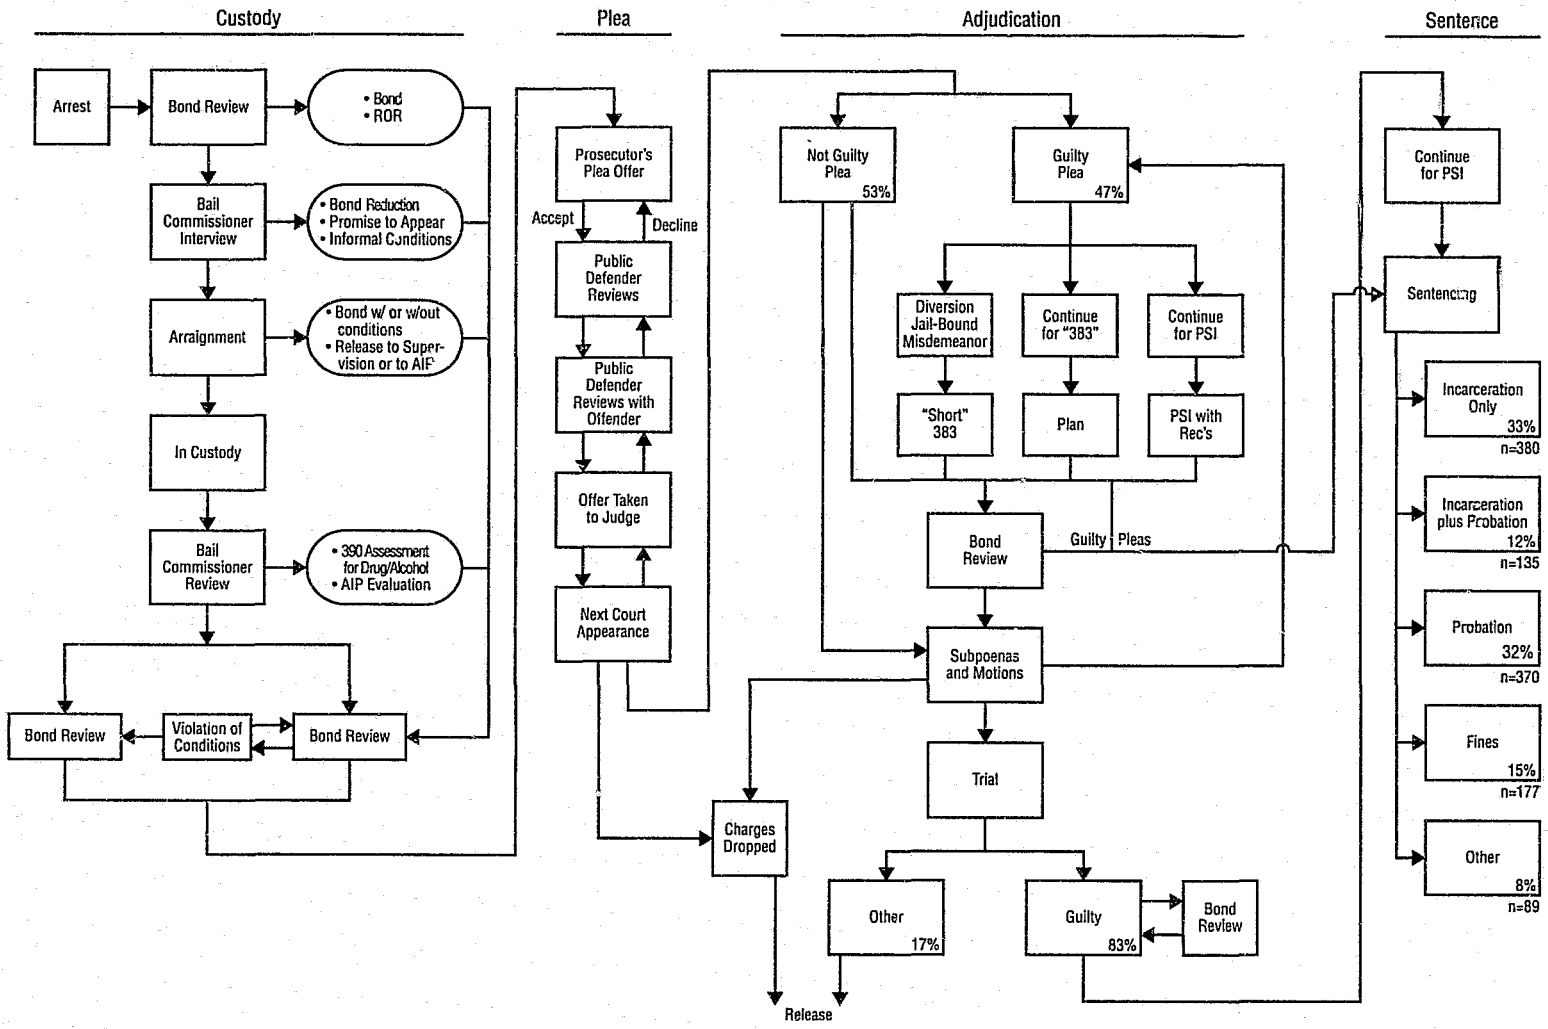 Custody
Plea
Adjudication
Sentence
Arrest
Bond Review
• Bond
• ROR
Bail
Commissioner
Interview
• Bond Reduction
• Promise to Appear
• Informal Conditions
Arraignment
• Bond w/ or w/out
conditions
• Release to Super-
vision or to AIP
In Custody
Bail
Commissioner
Review
• 390 Assessment
for Drug/Alcohol
• AIP Evaluation
Bond Review
Violation of
Conditions
Bond Review
Prosecutor's
Plea Offer
Accept
Decline
Public
Defender
Reviews
Public
Defender
Reviews with
Offender
Offer Taken
to Judge
Next Court
Appearance
Charges
Dropped
Not Guilty
Plea
53%
Guilty
Plea
47%
Diversion
Jail-Bound
Misdemeanor
Continue
for "383"
Continue
for PSI
"Short"
383
Plan
PSI with
Rec's
Bond
Review
Guilty Pleas
Subpoenas
and Motions
Trial
Other
17%
Guilty
83%
Bond
Review
Release
Continue
for PSI
Sentencing
Incarceration
Only
33%
n=380
Incarceration
plus Probation
12%
n=135
Probation
32%
n=370
Fines
15%
n=177
Other
8%
n=89